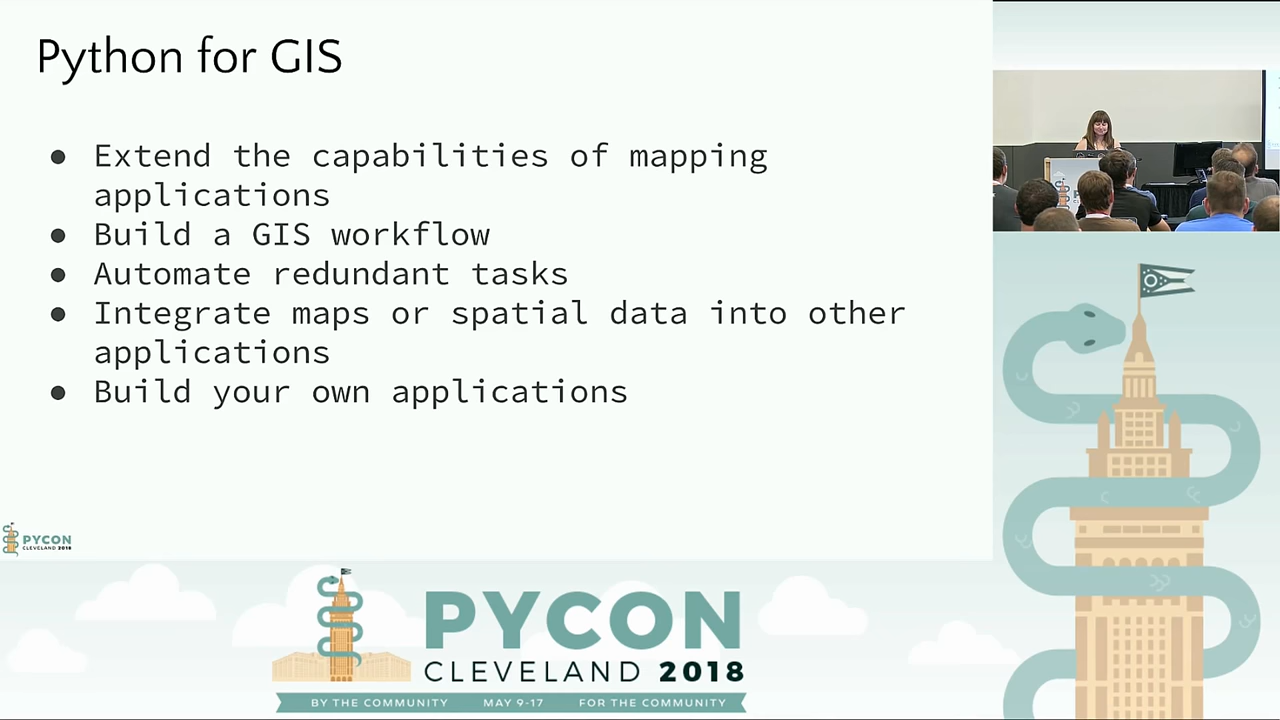 Python for GIS
● Extend the capabilities of mapping
applications
● Build a GIS workflow
● Automate redundant tasks
● Integrate maps or spatial data into other
applications
● Build your own applications
PYCON
CLEVELAND 2018
PYCON
CLEVELAND 2018
BY THE COMMUNITY MAY 9-17 FOR THE COMMUNITY